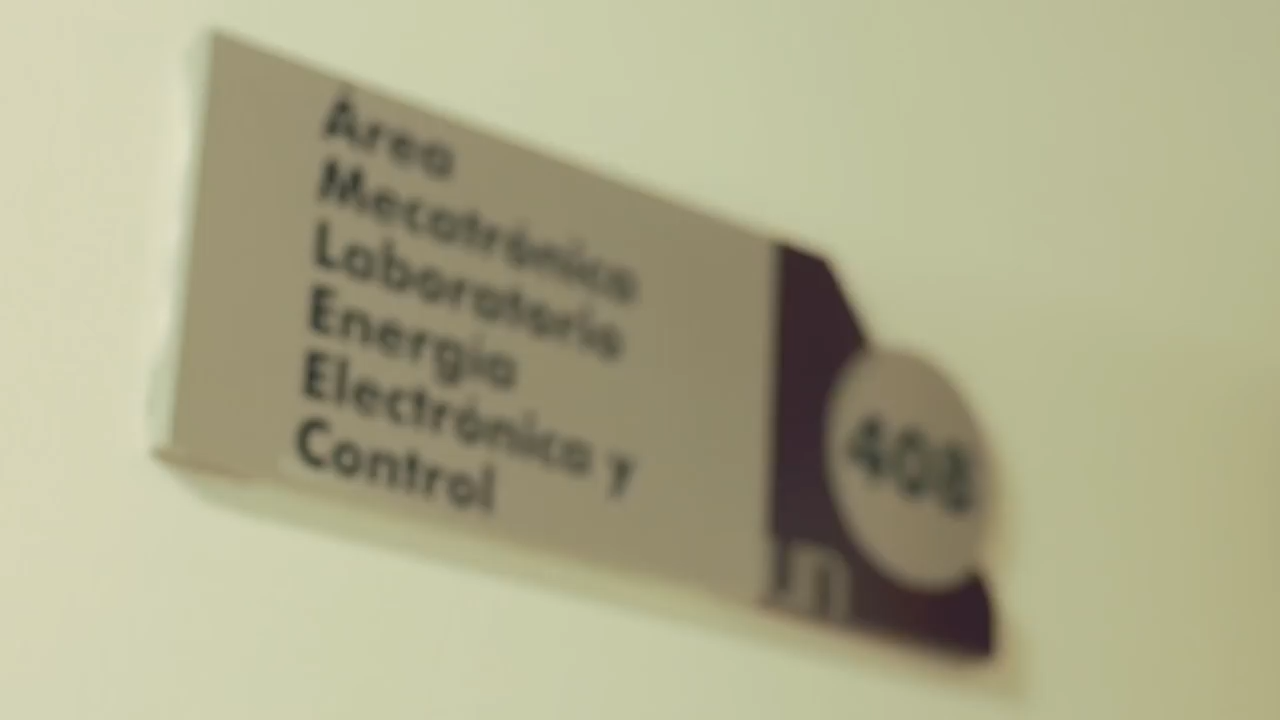 Área
Mecatrónica
Laboratorio
Energía
Electrónica y
Control
408